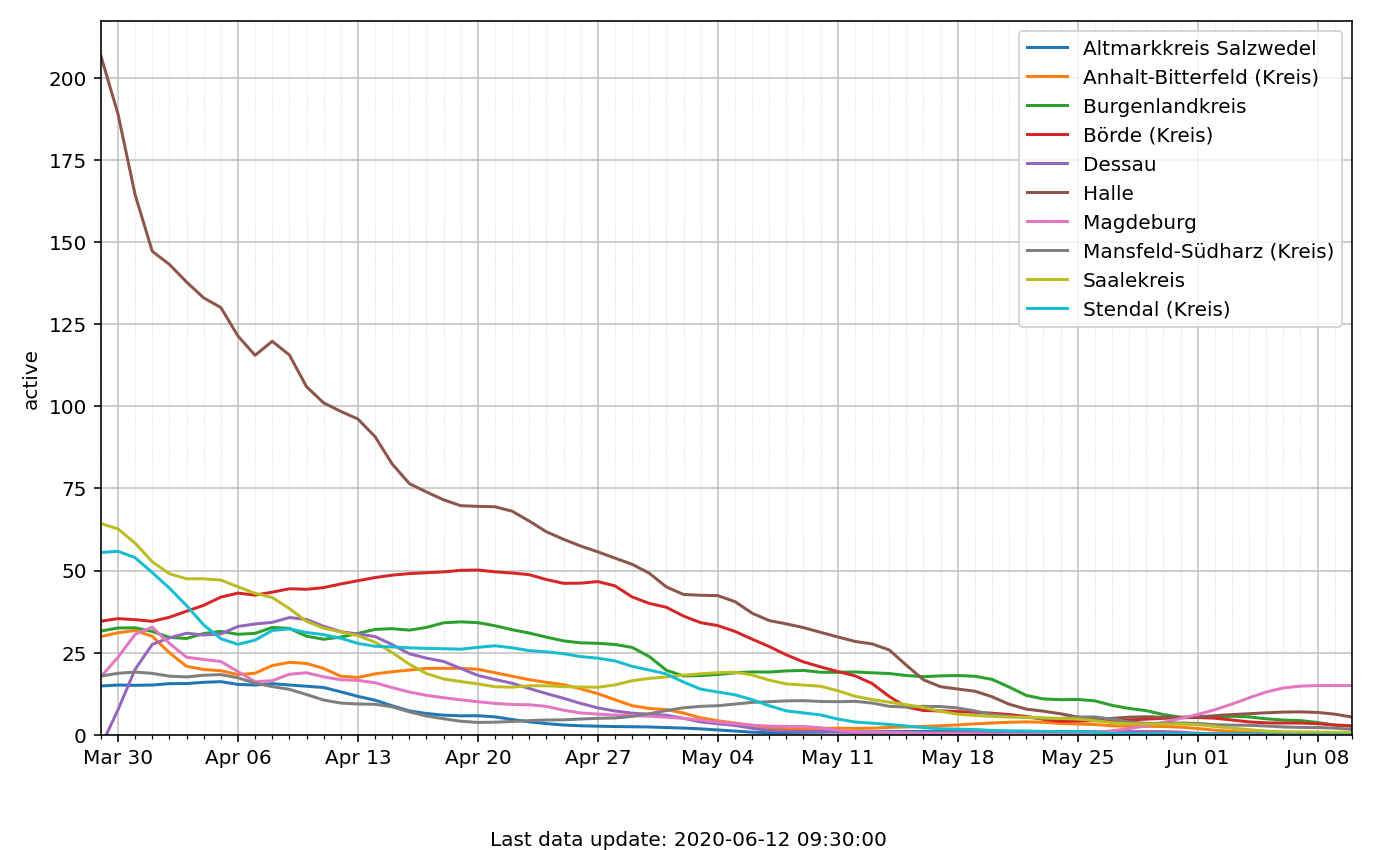 200
175
150
125
100
75
50
25
0
active
Altmarkkreis Salzwedel
Anhalt-Bitterfeld (Kreis)
Burgenlandkreis
Börde (Kreis)
Dessau
Halle
Magdeburg
Mansfeld-Südharz (Kreis)
Saalekreis
Stendal (Kreis)
Mar 30 Apr 06 Apr 13 Apr 20 Apr 27 May 04 May 11 May 18 May 25 Jun 01 Jun 08
Last data update: 2020-06-12 09:30:00